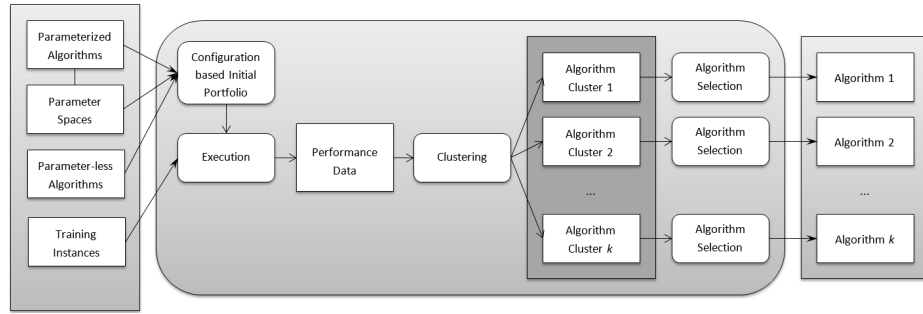 Parameterized
Algorithms
Parameter
Spaces
Parameter-less
Algorithms
Training
Instances
Configuration
based Initial
Portfolio
Execution
Performance
Data
Clustering
Algorithm
Cluster 1
Algorithm
Cluster 2
...
Algorithm
Cluster k
Algorithm
Selection
Algorithm
Selection
Algorithm
Selection
Algorithm 1
Algorithm 2
...
Algorithm k